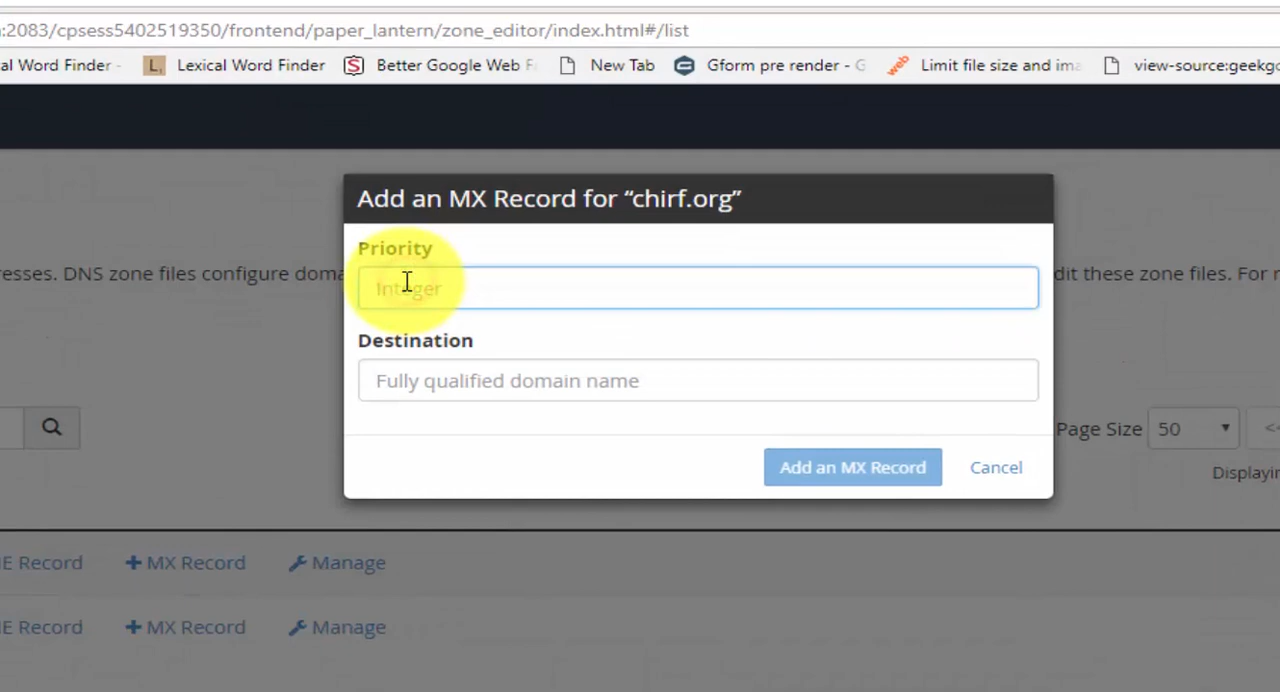 :2083/cpsess5402519350/frontend/paper_lantern/zone_editor/index.html#/list
al Word Finder - L, Lexical Word Finder S Better Google Web F New Tab Gform pre render - G Limit file size and ima view-source:geekgo
Add an MX Record for “chirf.org”
Priority
resses. DNS zone files configure doma
dit these zone files. For
Integer
Destination
Fully qualified domain name
Page Size 50 <<
Add an MX Record Cancel
Displayin
E Record + MX Record Manage
E Record + MX Record Manage